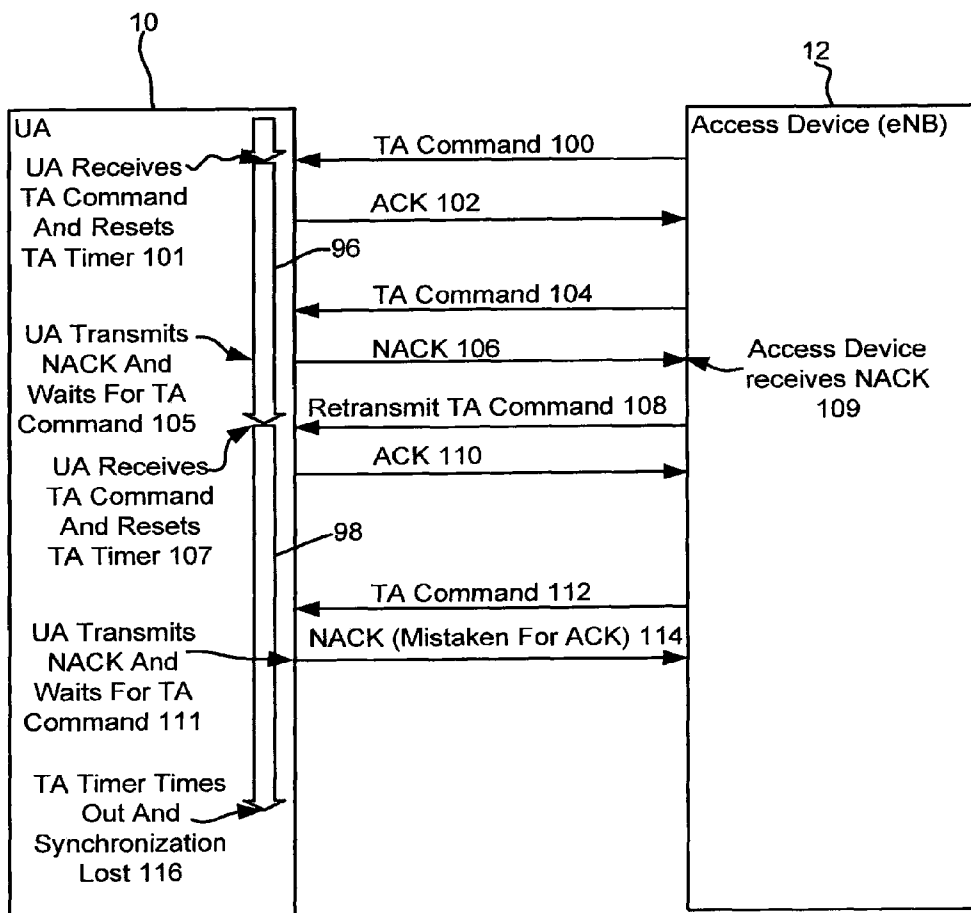 10
12
UA
Access Device (eNB)
TA Command 100
UA Receives
TA Command
And Resets
TA Timer 101
ACK 102
96
TA Command 104
UA Transmits
NACK And
Waits For TA
Command 105
NACK 106
Access Device
receives NACK
109
Retransmit TA Command 108
UA Receives
TA Command
And Resets
TA Timer 107
ACK 110
98
TA Command 112
UA Transmits
NACK And
Waits For TA
Command 111
NACK (Mistaken For ACK) 114
TA Timer Times
Out And
Synchronization
Lost 116